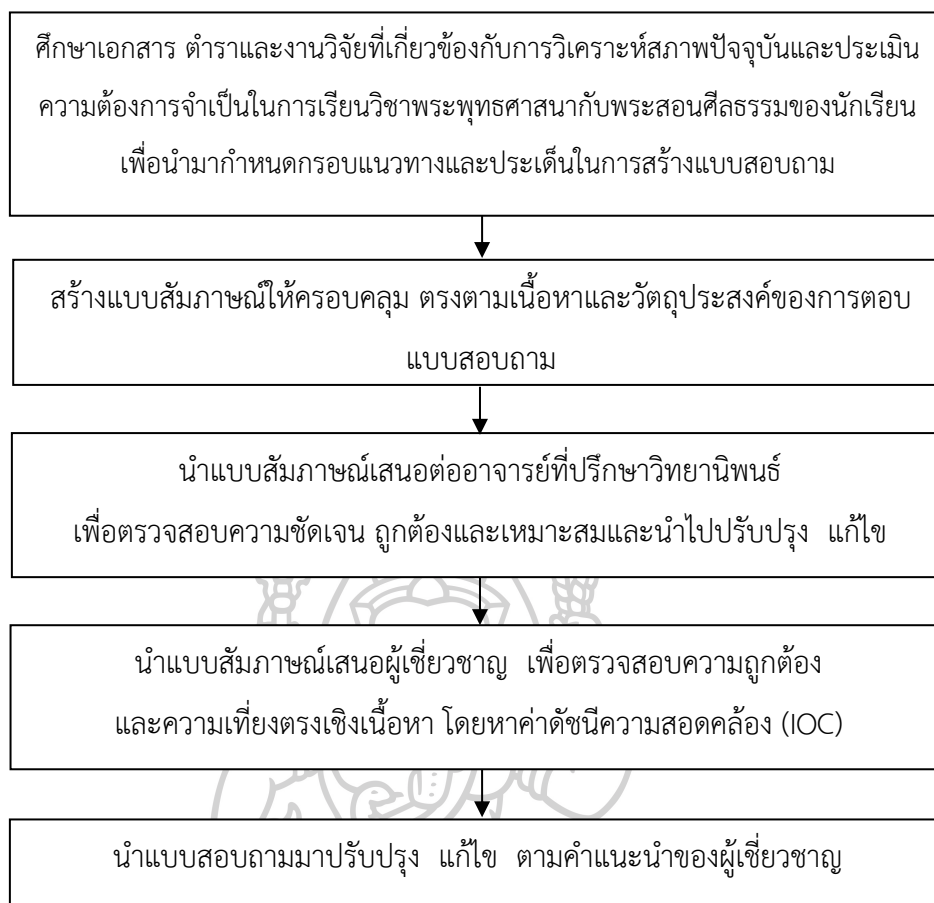 ศึกษาเอกสาร ตำราและงานวิจัยที่เกี่ยวข้องกับการวิเคราะห์สภาพปัจจุบันและประเมิน
ความต้องการจำเป็นในการเรียนวิชาพระพุทธศาสนากับพระสอนศีลธรรมของนักเรียน
เพื่อนำมากำหนดกรอบแนวทางและประเด็นในการสร้างแบบสอบถาม
สร้างแบบสัมภาษณ์ให้ครอบคลุม ตรงตามเนื้อหาและวัตถุประสงค์ของการตอบ
แบบสอบถาม
นำแบบสัมภาษณ์เสนอต่ออาจารย์ที่ปรึกษาวิทยานิพนธ์
เพื่อตรวจสอบความชัดเจน ถูกต้องและเหมาะสมและนำไปปรับปรุง แก้ไข
นำแบบสัมภาษณ์เสนอผู้เชี่ยวชาญ เพื่อตรวจสอบความถูกต้อง
และความเที่ยงตรงเชิงเนื้อหา โดยหาค่าดัชนีความสอดคล้อง (IOC)
นำแบบสอบถามมาปรับปรุง แก้ไข ตามคำแนะนำของผู้เชี่ยวชาญ